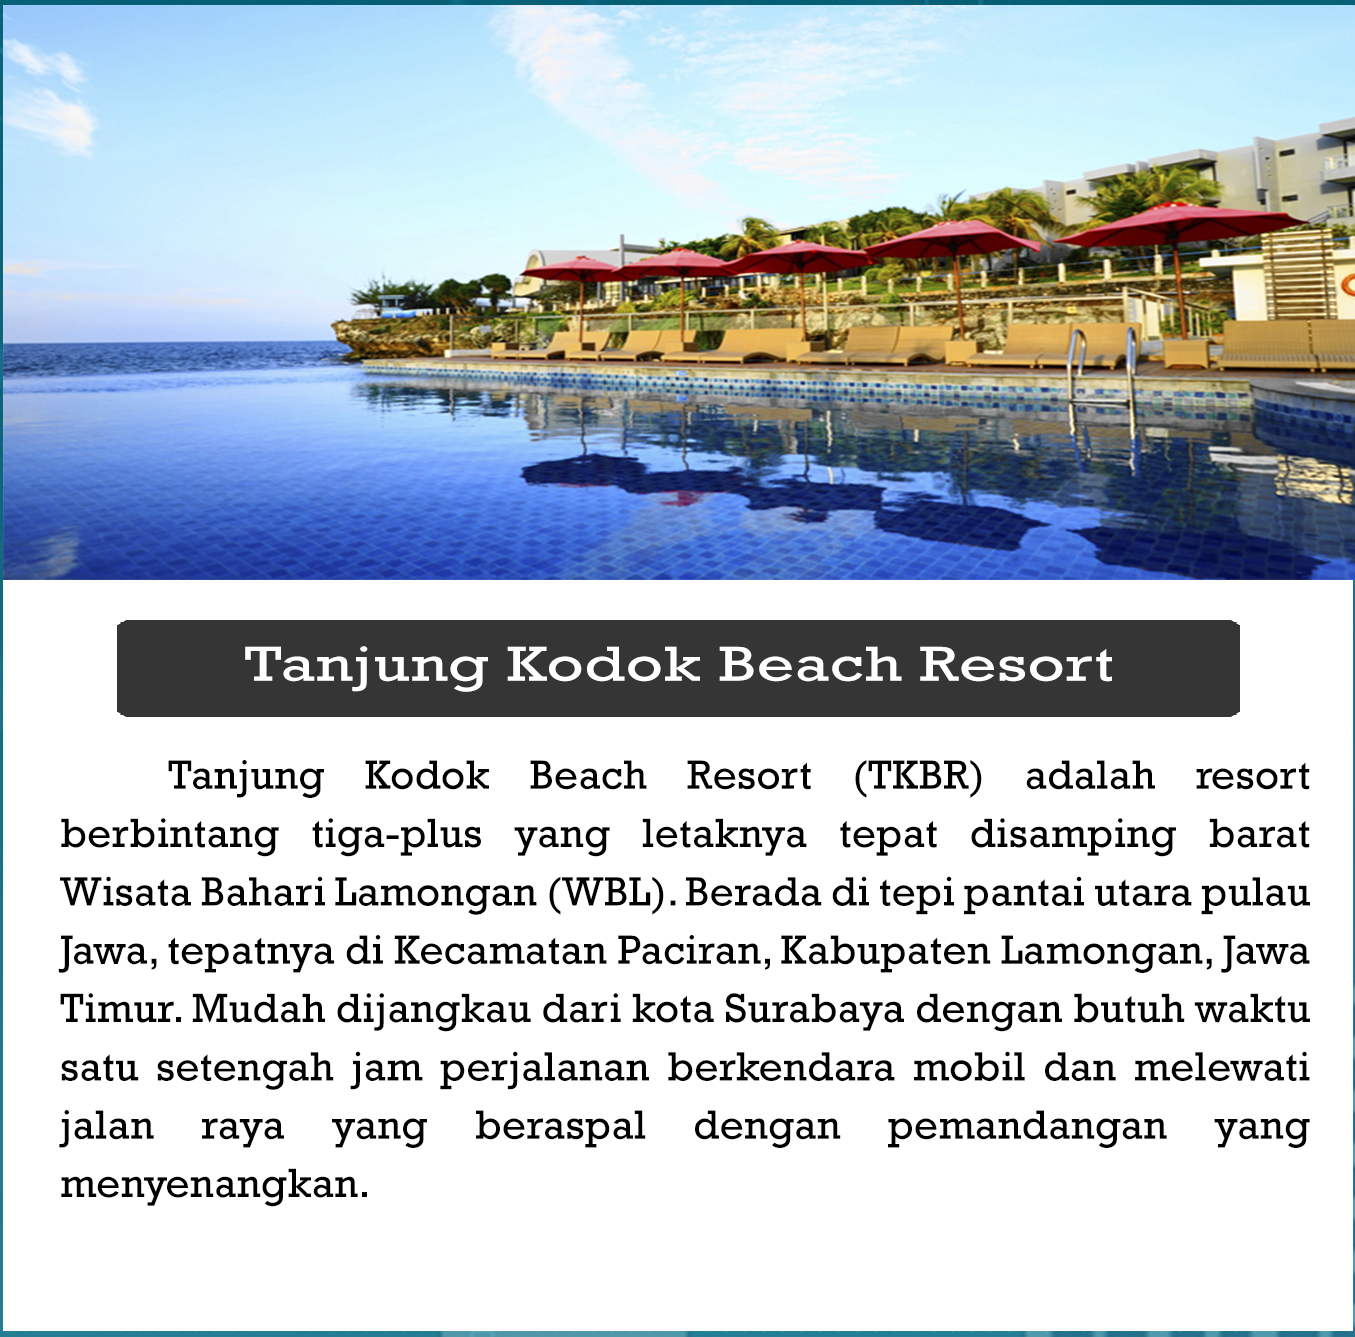 Tanjung Kodok Beach Resort
Tanjung Kodok Beach Resort (TKBR) adalah resort
berbintang tiga-plus yang letaknya tepat disamping barat
Wisata Bahari Lamongan (WBL). Berada di tepi pantai utara pulau
Jawa, tepatnya di Kecamatan Paciran, Kabupaten Lamongan, Jawa
Timur. Mudah dijangkau dari kota Surabaya dengan butuh waktu
satu setengah jam perjalanan berkendara mobil dan melewati
jalan raya yang beraspal dengan pemandangan yang
menyenangkan.